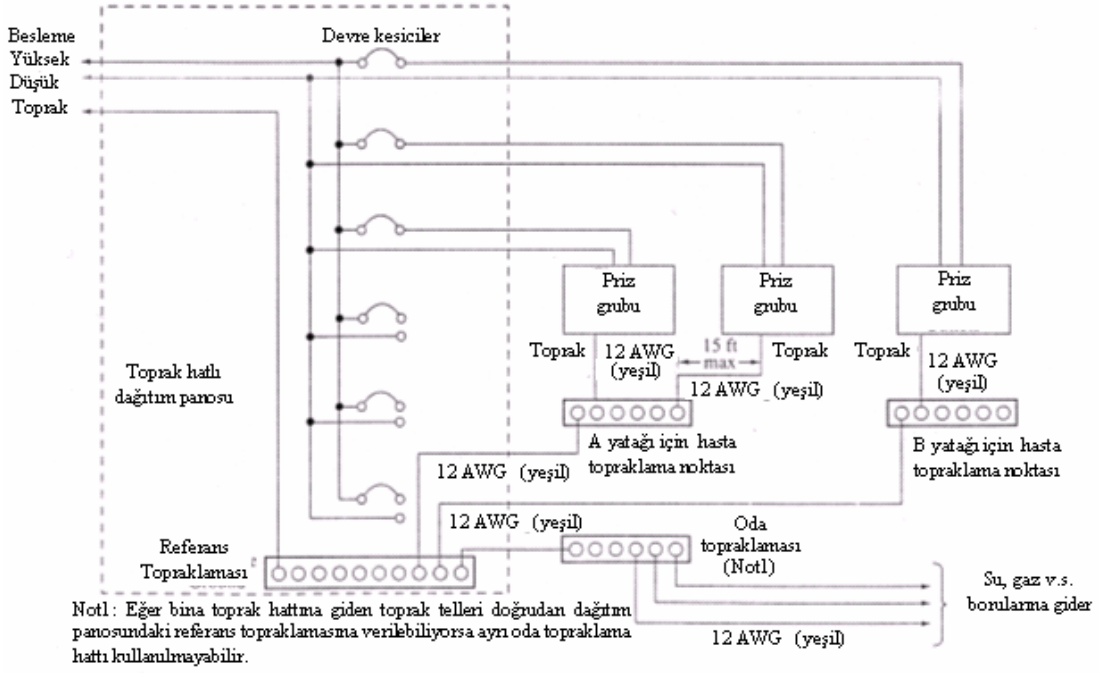 Besleme
Yüksek
Düşük
Toprak
Devre kesiciler
Priz
grubu
Priz
grubu
Priz
grubu
Toprak
12 AWG
(yeşil)
15 ft
max
Toprak
12 AWG (yeşil)
Toprak
12 AWG
(yeşil)
Toprak hatlı
dağıtım panosu
A yatağı için hasta
topraklama noktası
B yatağı için hasta
topraklama noktası
12 AWG (yeşil)
12 AWG (yeşil)
Oda
topraklaması
(Not1)
Referans
Topraklaması
Su, gaz v.s.
borularına gider
12 AWG (yeşil)
Not1: Eğer bina toprak hattına giden toprak telleri doğrudan dağıtım
panosundaki referans topraklamasına verilebiliyorsa ayrı oda topraklama
hattı kullanılmayabilir.